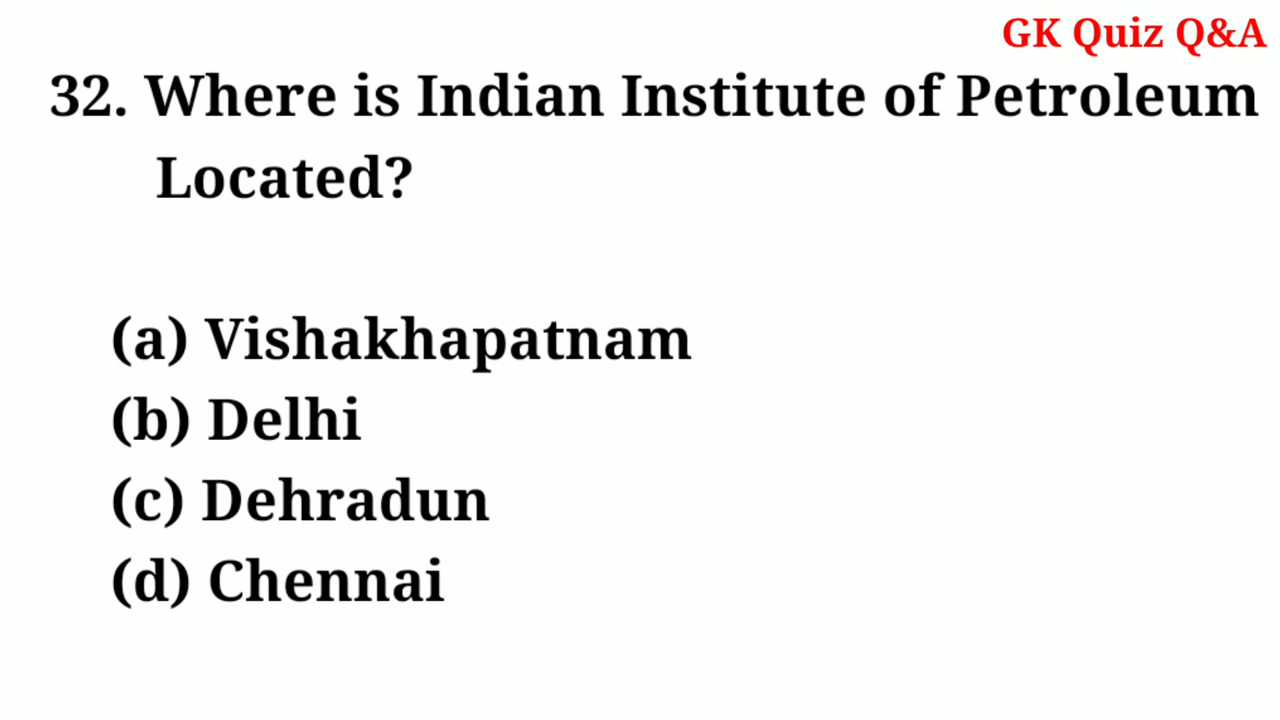 GK Quiz Q&A
32. Where is Indian Institute of Petroleum
Located?
(a) Vishakhapatnam
(b) Delhi
(c) Dehradun
(d) Chennai